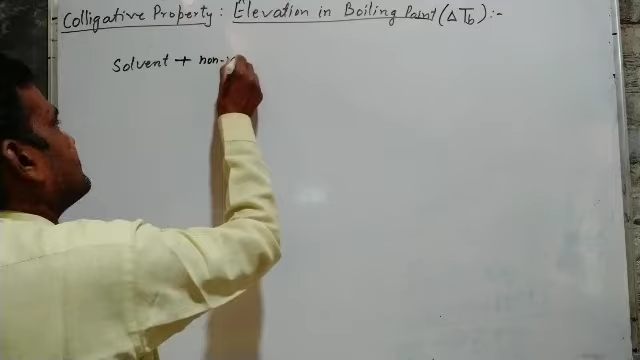 Colligative Property : Elevation in Boiling Point (ΔTb) :-
Solvent + non-